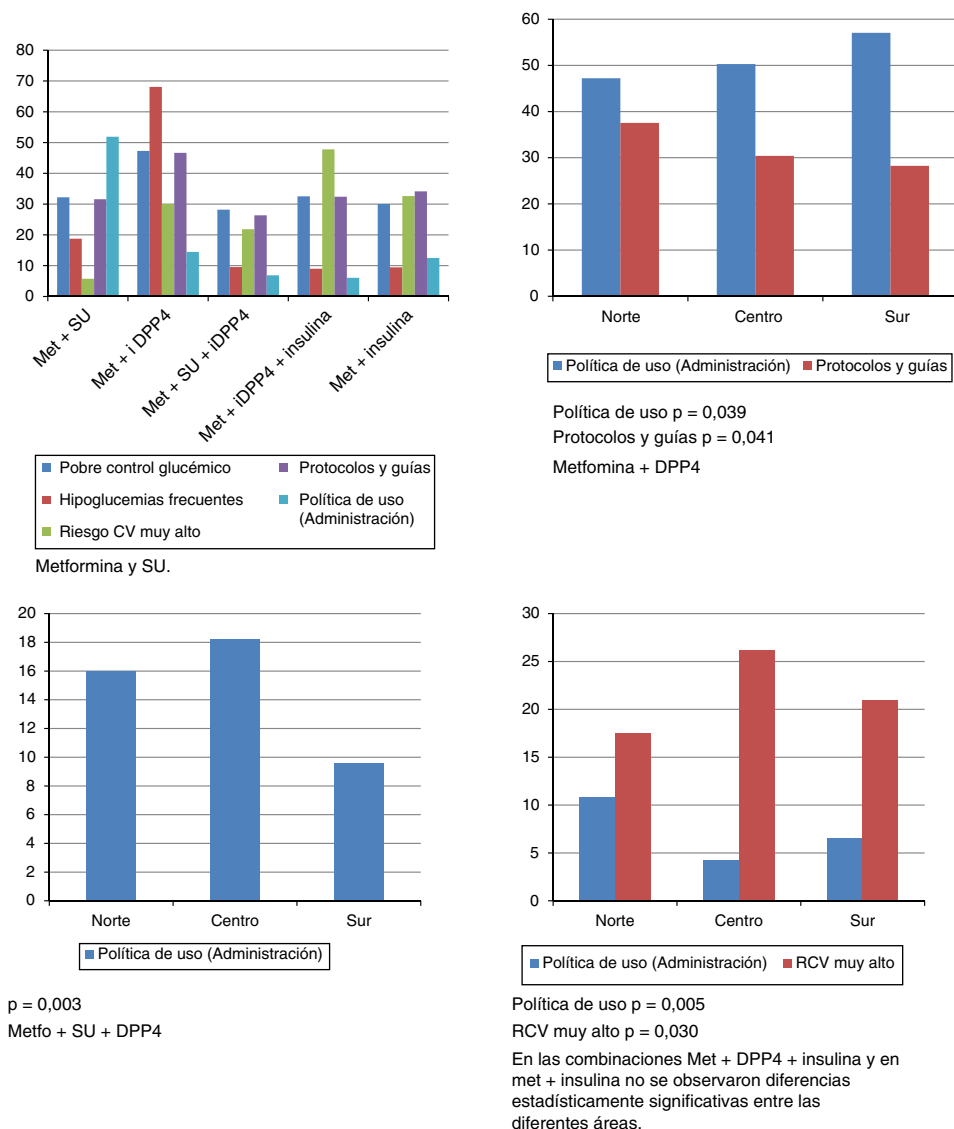 80
70
60
50
40
30
20
10
0
Met + SU
Met + i DPP4
Met + SU + iDPP4
Met + iDPP4 + insulina
Met + insulina
Pobre control glucémico
Hipoglucemias frecuentes
Riesgo CV muy alto
Protocolos y guías
Política de uso
(Administración)
Metformina y SU.
60
50
40
30
20
10
0
Norte
Centro
Sur
Política de uso (Administración)
Protocolos y guías
Política de uso p = 0,039
Protocolos y guías p = 0,041
Metfomina + DPP4
20
18
16
14
12
10
8
6
4
2
0
Norte
Centro
Sur
Política de uso (Administración)
p = 0,003
Metfo + SU + DPP4
30
25
20
15
10
5
0
Norte
Centro
Sur
Política de uso (Administración)
RCV muy alto
Política de uso p = 0,005
RCV muy alto p = 0,030
En las combinaciones Met + DPP4 + insulina y en
met + insulina no se observaron diferencias
estadísticamente significativas entre las
diferentes áreas.